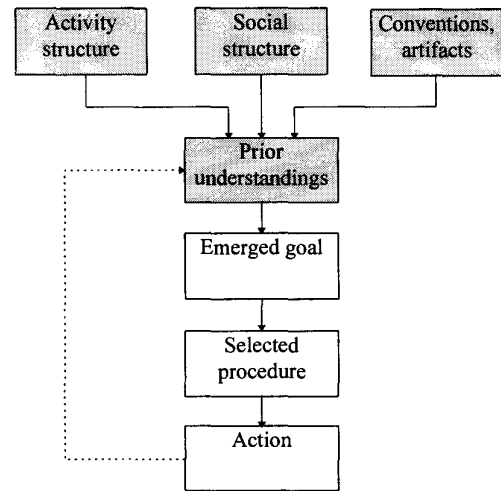 Activity
structure
Social
structure
Conventions,
artifacts
Prior
understandings
Emerged goal
Selected
procedure
Action